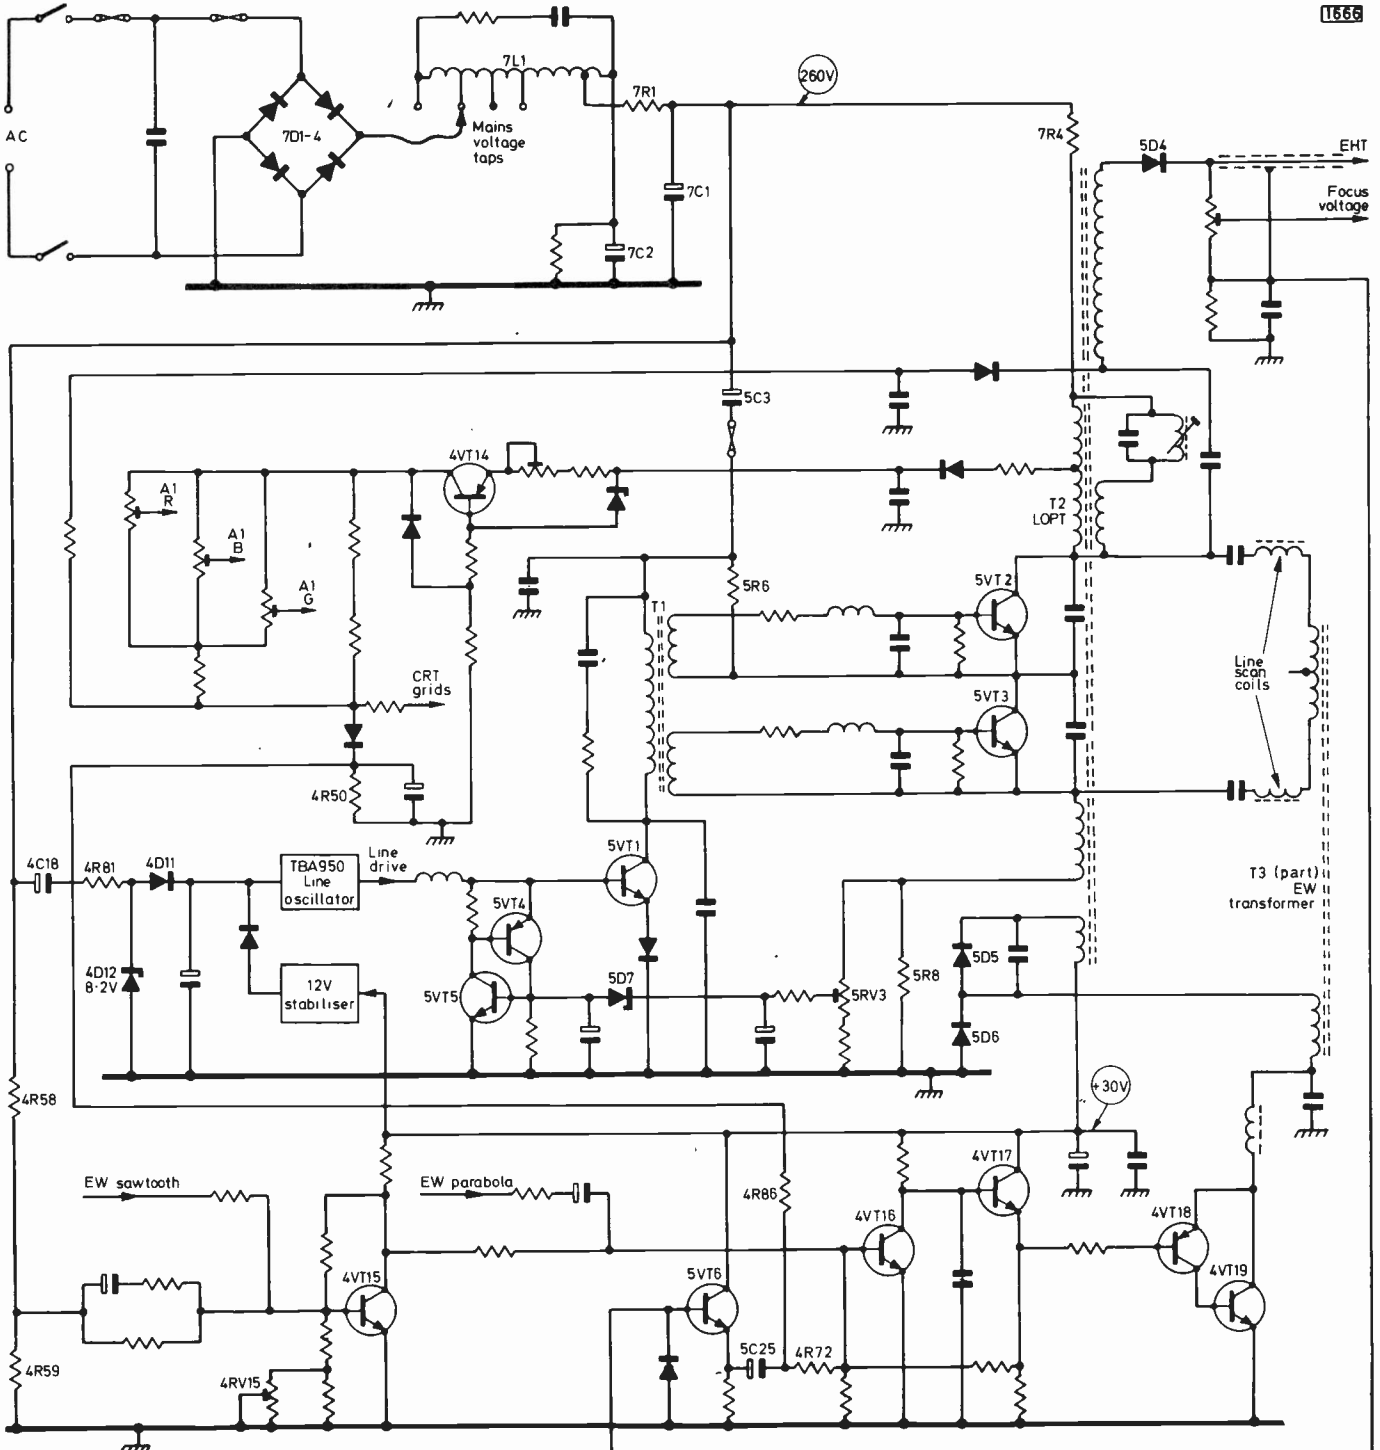 1666
AC
7D1-4
7L1
Mains
voltage
taps
7R1
260V
7R4
7C1
7C2
5D4
EHT
Focus
voltage
5C3
4VT14
A1
R
A1
B
A1
G
T2
LOPT
5R6
T1
5VT2
5VT3
Line
scan
coils
CRT
grids
4R50
4C18
4R81
4D11
TBA950
Line
oscillator
Line
drive
5VT1
5VT4
T3 (part)
EW
transformer
4D12
8·2V
12V
stabiliser
5VT5
5D7
5RV3
5R8
5D5
5D6
4R58
+30V
EW sawtooth
EW parabola
4R86
4VT17
4VT16
4VT18
4VT15
5VT6
4VT19
5C25
4R72
4R59
4RV15